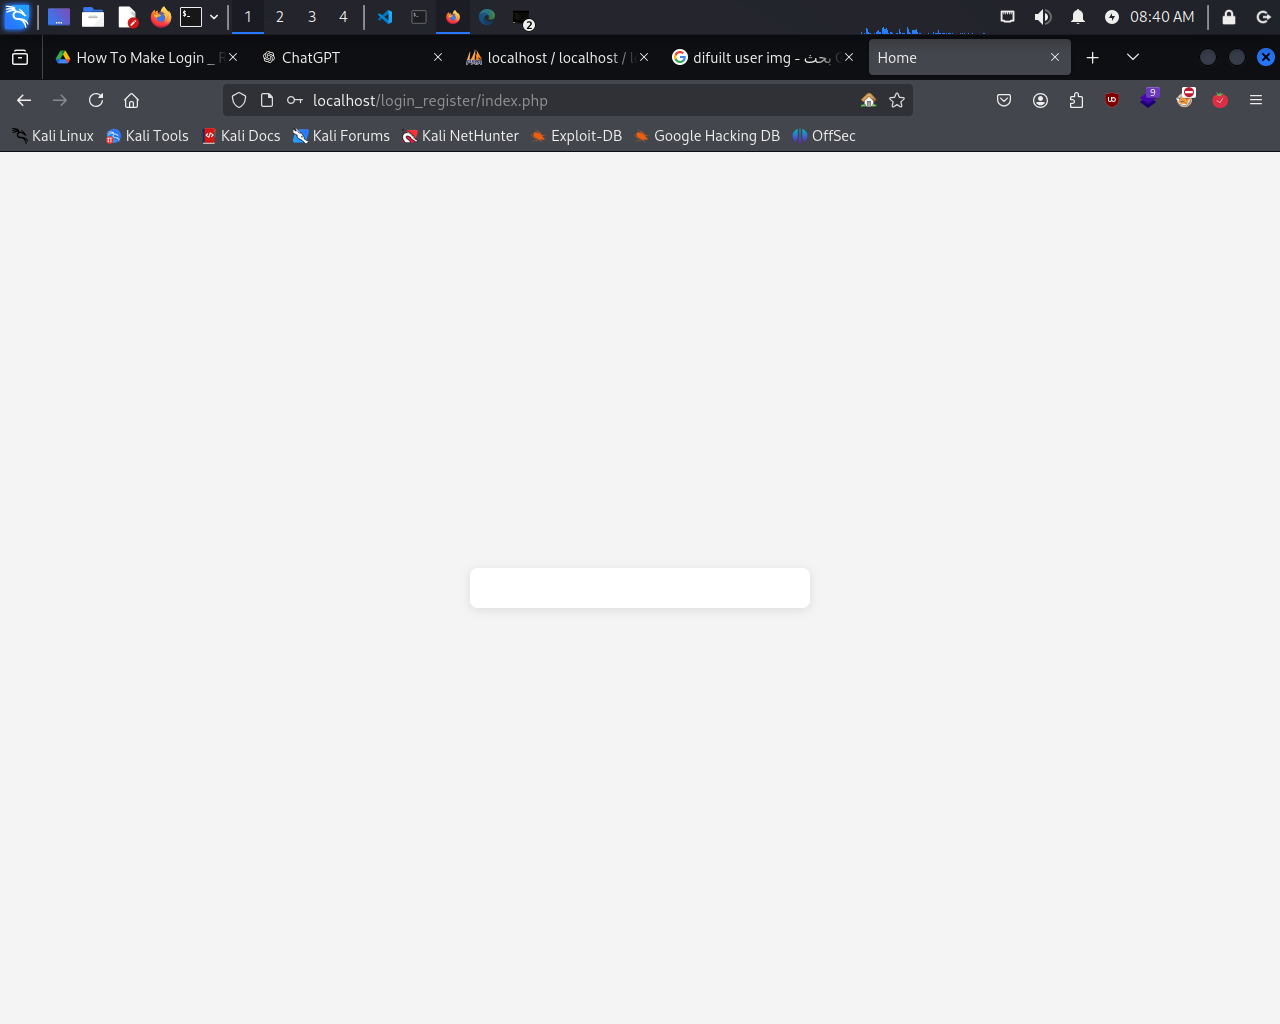 1 2 3 4 2 08:40 AM
How To Make Login _ R ChatGPT localhost / localhost / l difuilt user img - بحث Home
localhost/login_register/index.php 9
Kali Linux Kali Tools Kali Docs Kali Forums Kali NetHunter Exploit-DB Google Hacking DB OffSec